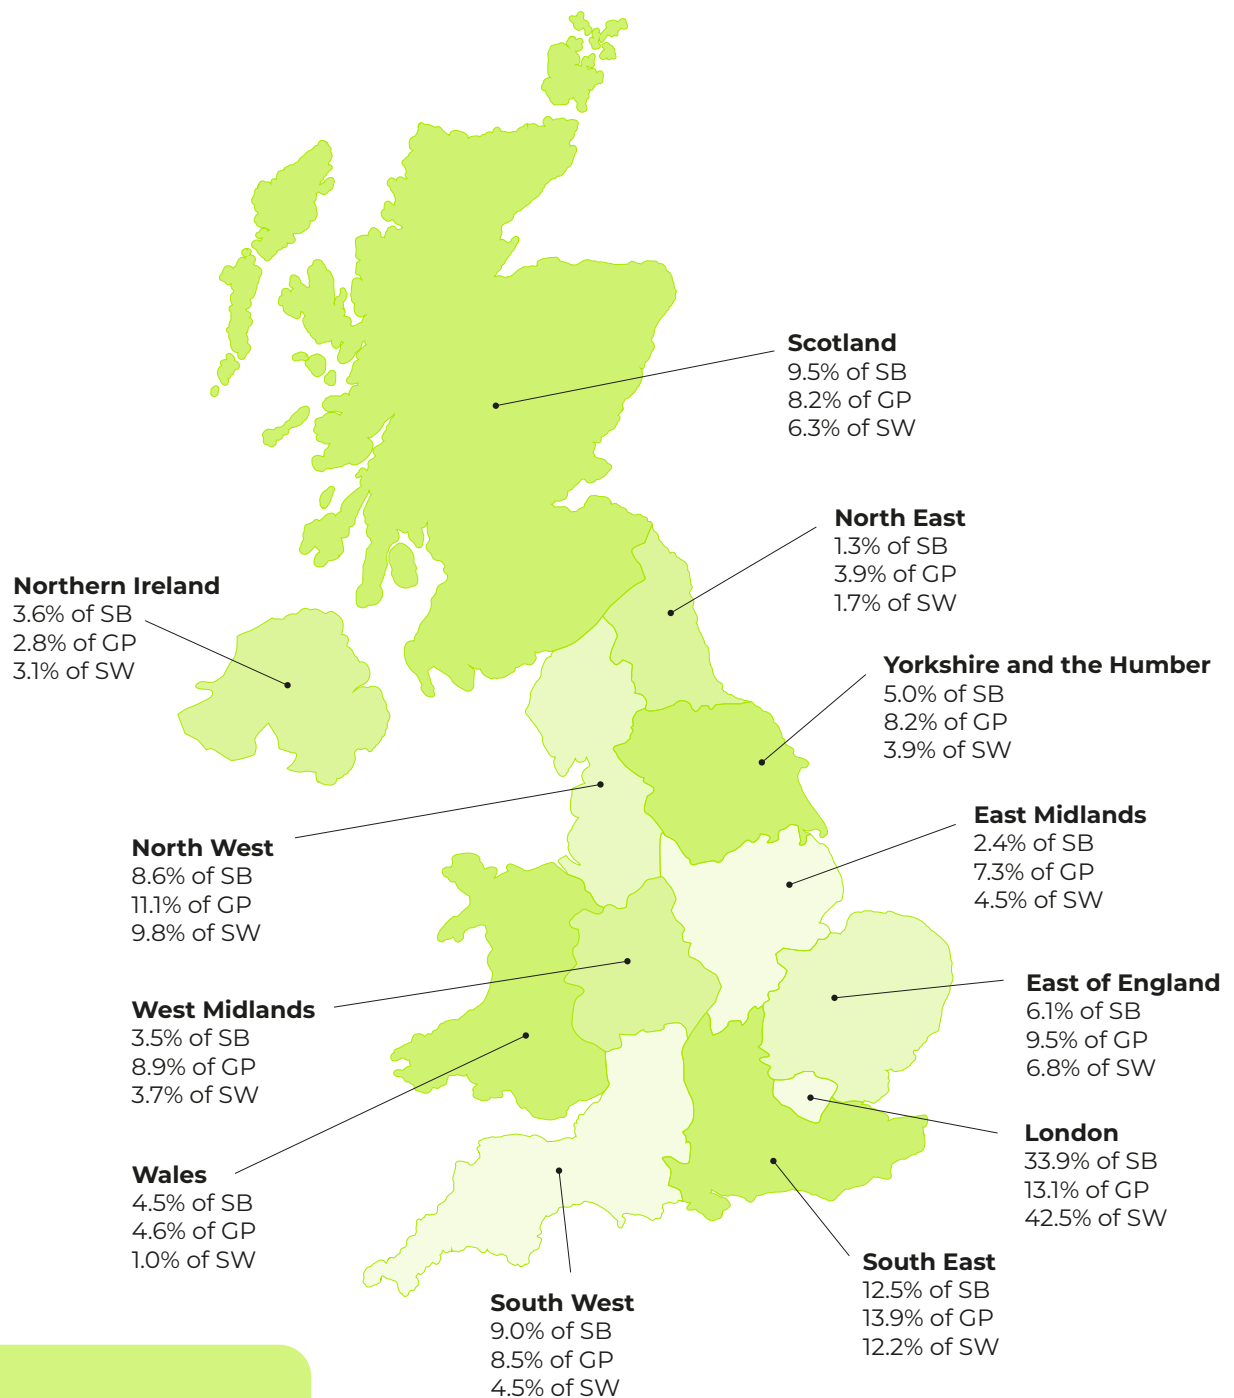 Scotland
9.5% of SB
8.2% of GP
6.3% of SW
North East
1.3% of SB
3.9% of GP
1.7% of SW
Northern Ireland
3.6% of SB
2.8% of GP
3.1% of SW
Yorkshire and the Humber
5.0% of SB
8.2% of GP
3.9% of SW
East Midlands
2.4% of SB
7.3% of GP
4.5% of SW
North West
8.6% of SB
11.1% of GP
9.8% of SW
East of England
6.1% of SB
9.5% of GP
6.8% of SW
West Midlands
3.5% of SB
8.9% of GP
3.7% of SW
London
33.9% of SB
13.1% of GP
42.5% of SW
Wales
4.5% of SB
4.6% of GP
1.0% of SW
South East
12.5% of SB
13.9% of GP
12.2% of SW
South West
9.0% of SB
8.5% of GP
4.5% of SW